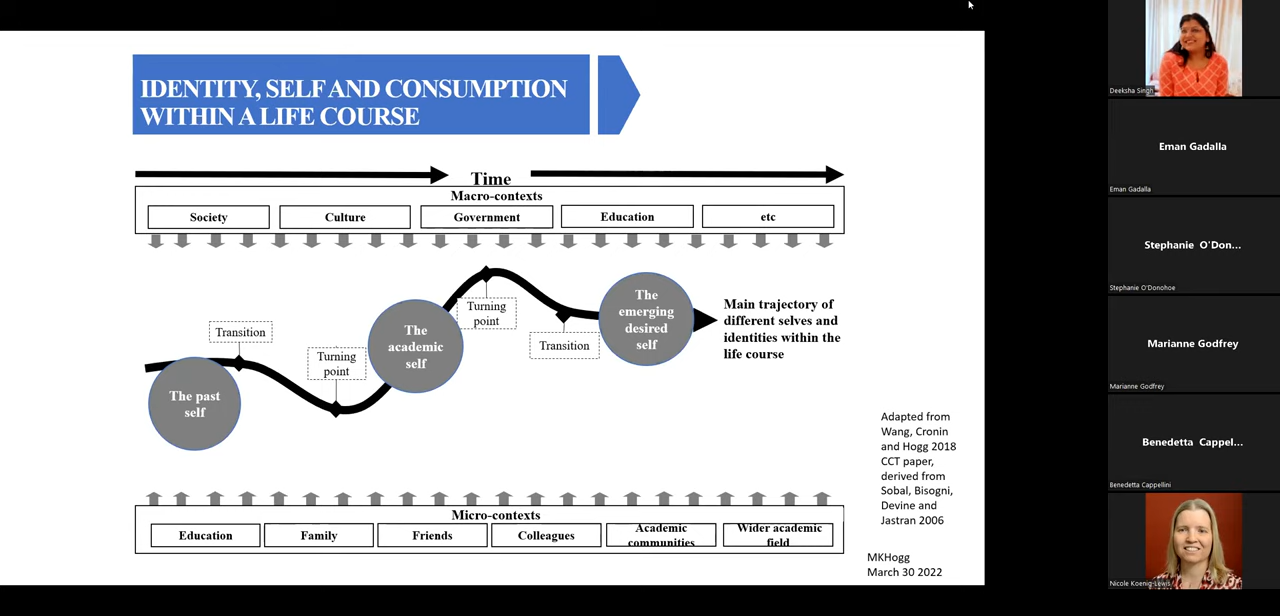 IDENTITY, SELF AND CONSUMPTION
WITHIN A LIFE COURSE
Time
Macro-contexts
Society
Culture
Government
Education
etc
Transition
Turning
point
The past
self
The
academic
self
Turning
point
Transition
The
emerging
desired
self
Main trajectory of
different selves and
identities within the
life course
Adapted from
Wang, Cronin
and Hogg 2018
CCT paper,
derived from
Sobal, Bisogni,
Devine and
Jastran 2006
Micro-contexts
Education
Family
Friends
Colleagues
Academic
communities
Wider academic
field
MKHogg
March 30 2022
Deeksha Singh
Eman Gadalla
Eman Gadalla
Stephanie O'Don...
Stephanie O'Donohoe
Marianne Godfrey
Marianne Godfrey
Benedetta Cappel...
Benedetta Cappellini
Nicole Koenig-Lewis